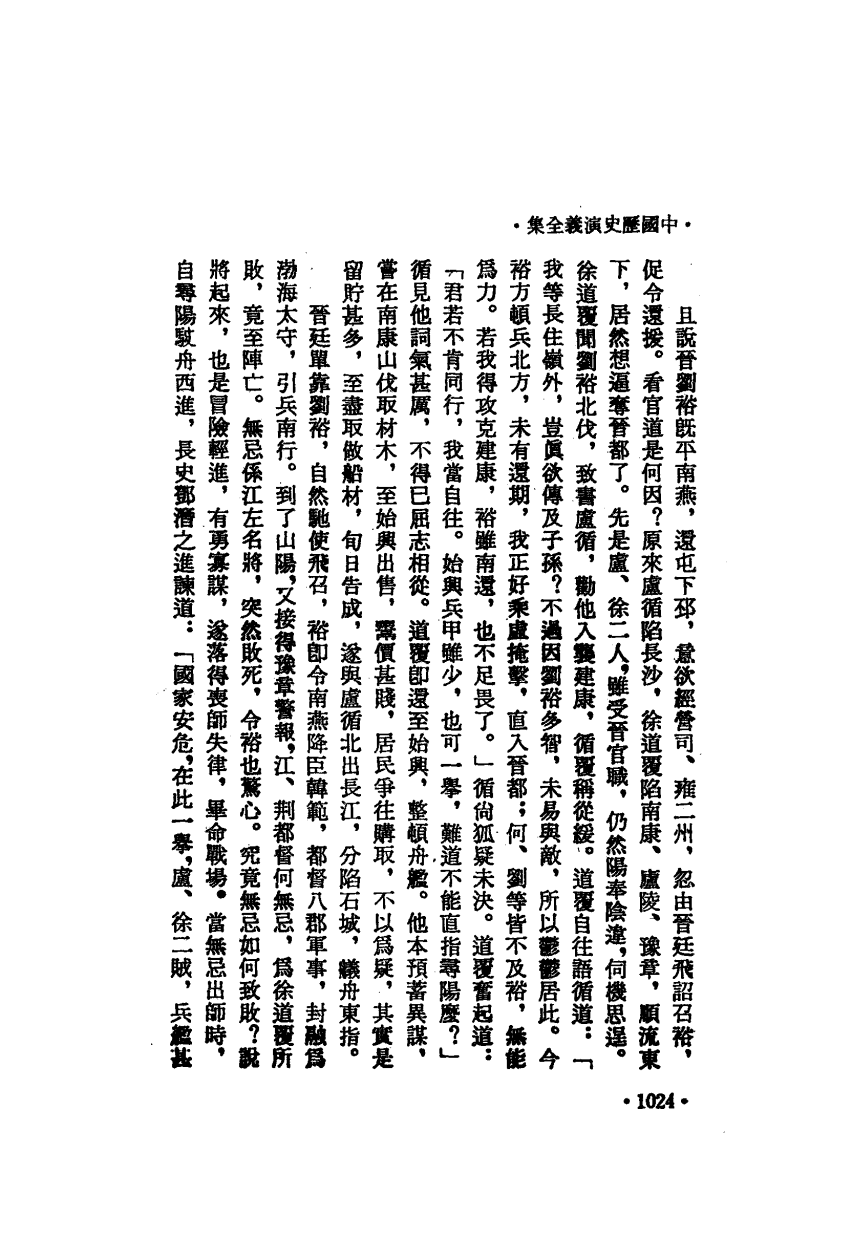 ·中國歷史演義全集·
且說晉劉裕既平南燕，還屯下邳，意欲經營司、雍二州，忽由晉廷飛詔召裕，
促令還援。看官道是何因？原來盧循陷長沙，徐道覆陷南康、廬陵、豫章，順流東
下，居然想逼奪晉都了。先是盧、徐二人，雖受晉官職，仍然陽奉陰違，伺機思逞。
徐道覆聞劉裕北伐，致書盧循，勸他入襲建康，循覆稱從緩。道覆自往語循道：「
我等長住嶺外，豈眞欲傳及子孫？不過因劉裕多智，未易與敵，所以鬱鬱居此。今
裕方頓兵北方，未有還期，我正好乘虛掩擊，直入晉都；何、劉等皆不及裕，無能
爲力。若我得攻克建康，裕雖南還，也不足畏了。」循尙狐疑未決。道覆奮起道：
「君若不肯同行，我當自往。始興兵甲雖少，也可一舉，難道不能直指尋陽麼？」
循見他詞氣甚厲，不得已屈志相從。道覆卽還至始興，整頓舟艦。他本預蓄異謀，
嘗在南康山伐取材木，至始興出售，鬻價甚賤，居民爭往購取，不以爲疑，其實是
留貯甚多，至盡取做船材，旬日告成，遂與盧循北出長江，分陷石城，艤舟東指。
晉廷單靠劉裕，自然馳使飛召，裕卽令南燕降臣韓範，都督八郡軍事，封融爲
渤海太守，引兵南行。到了山陽，又接得豫章警報，江、荆都督何無忌，爲徐道覆所
敗，竟至陣亡。無忌係江左名將，突然敗死，令裕也驚心。究竟無忌如何致敗？說
將起來，也是冒險輕進，有勇寡謀，遂落得喪師失律，畢命戰場。當無忌出師時，
自尋陽駛舟西進，長史鄧潛之進諫道：「國家安危，在此一舉，盧、徐二賊，兵艦甚
·1024·